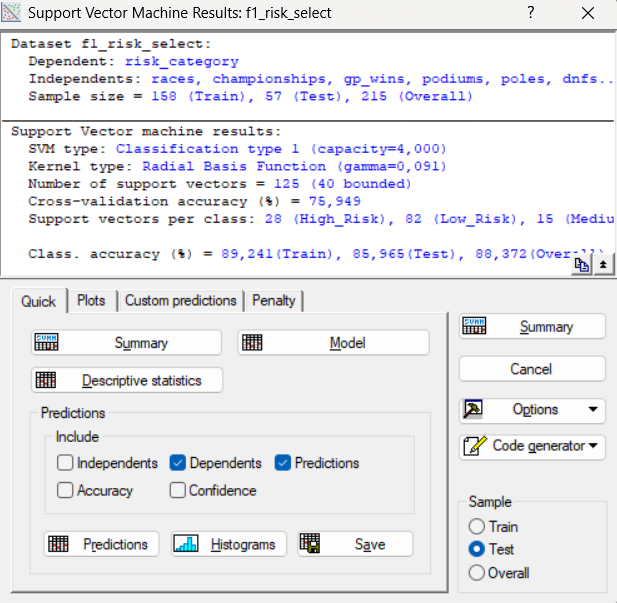 Support Vector Machine Results: f1_risk_select ? ×
Dataset f1_risk_select:
Dependent: risk_category
Independents: races, championships, gp_wins, podiums, poles, dnfs...
Sample size = 158 (Train), 57 (Test), 215 (Overall)
Support Vector machine results:
SVM type: Classification type 1 (capacity=4,000)
Kernel type: Radial Basis Function (gamma=0,091)
Number of support vectors = 125 (40 bounded)
Cross-validation accuracy (%) = 75,949
Support vectors per class: 28 (High_Risk), 82 (Low_Risk), 15 (Mediu
Class. accuracy (%) = 89,241(Train), 85,965(Test), 88,372(Overall)
Quick Plots Custom predictions Penalty
Summary Model
Descriptive statistics
Predictions
Include
Independents Dependents Predictions
Accuracy Confidence
Predictions Histograms Save
Summary
Cancel
Options
Code generator
Sample
Train
Test
Overall